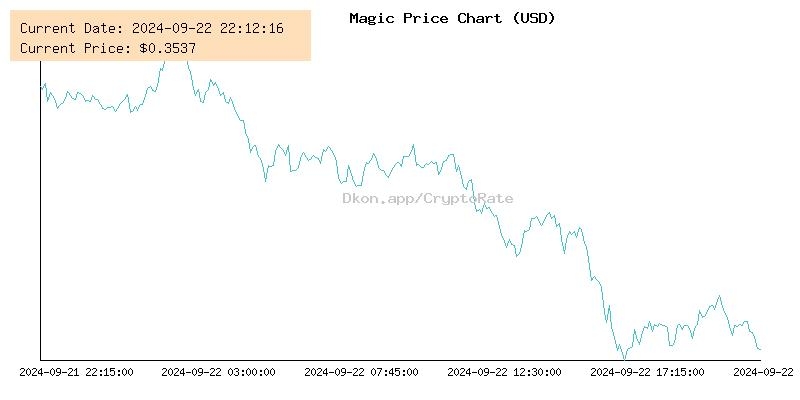 Magic Price Chart (USD)
Current Date: 2024-09-22 22:12:16
Current Price: $0.3537
Dkon.app/CryptoRate
2024-09-21 22:15:00 2024-09-22 03:00:00 2024-09-22 07:45:00 2024-09-22 12:30:00 2024-09-22 17:15:00 2024-09-22